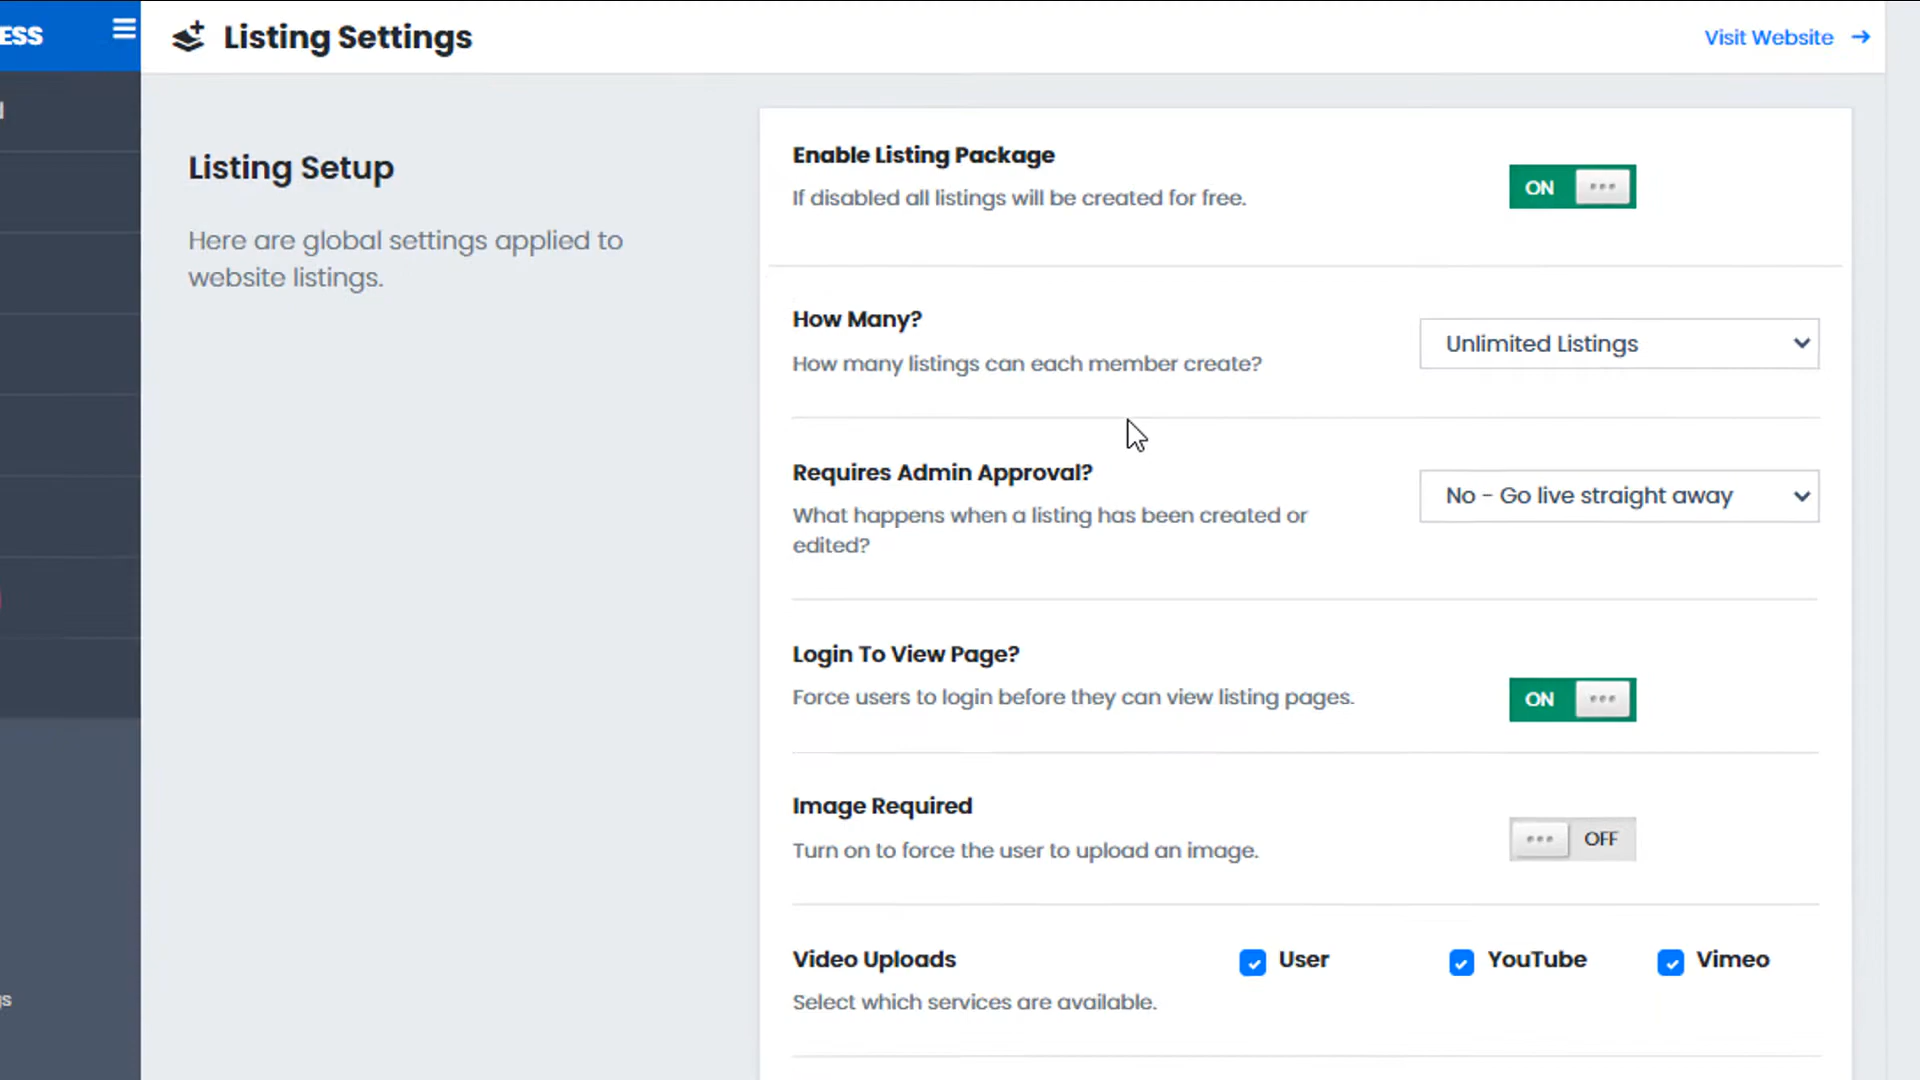 ESS
Listing Settings
Visit Website
Listing Setup
Here are global settings applied to
website listings.
Enable Listing Package
If disabled all listings will be created for free.
ON
How Many?
How many listings can each member create?
Unlimited Listings
Requires Admin Approval?
What happens when a listing has been created or
edited?
No - Go live straight away
Login To View Page?
Force users to login before they can view listing pages.
ON
Image Required
Turn on to force the user to upload an image.
OFF
Video Uploads
Select which services are available.
User
YouTube
Vimeo